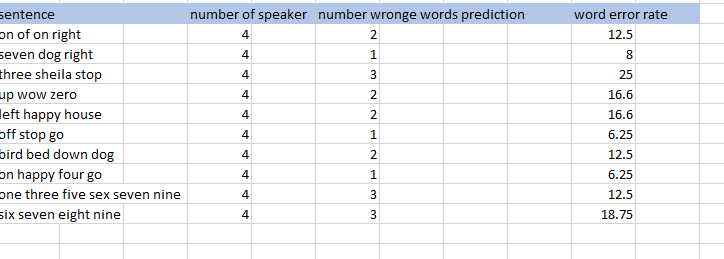 sentence number of speaker number wronge words prediction word error rate
on of on right 4 2 12.5
seven dog right 4 1 8
three sheila stop 4 3 25
up wow zero 4 2 16.6
left happy house 4 2 16.6
off stop go 4 1 6.25
bird bed down dog 4 2 12.5
on happy four go 4 1 6.25
one three five sex seven nine 4 3 12.5
six seven eight nine 4 3 18.75